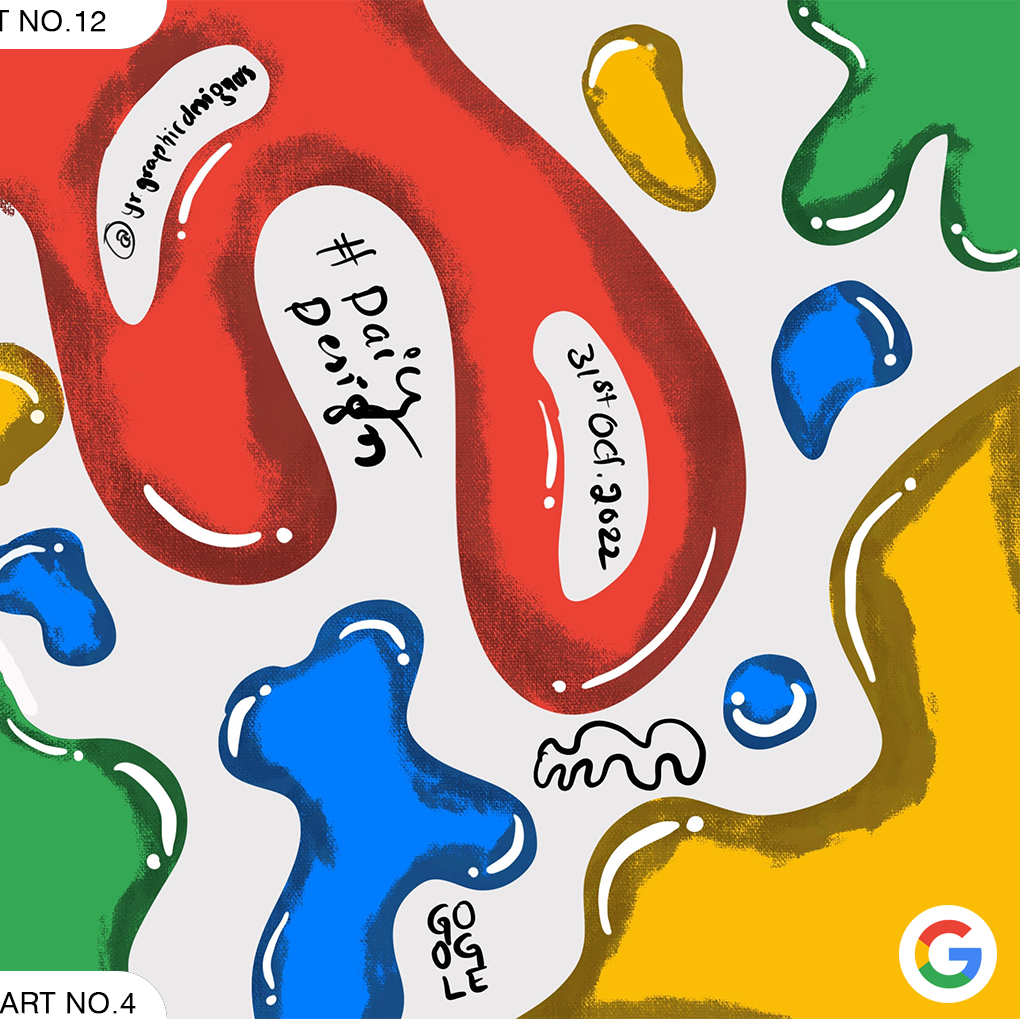 T NO.12
@yrgraphicdesigners
# Daily
Design
31st Oct. 2022
GO
OG
LE
ART NO.4